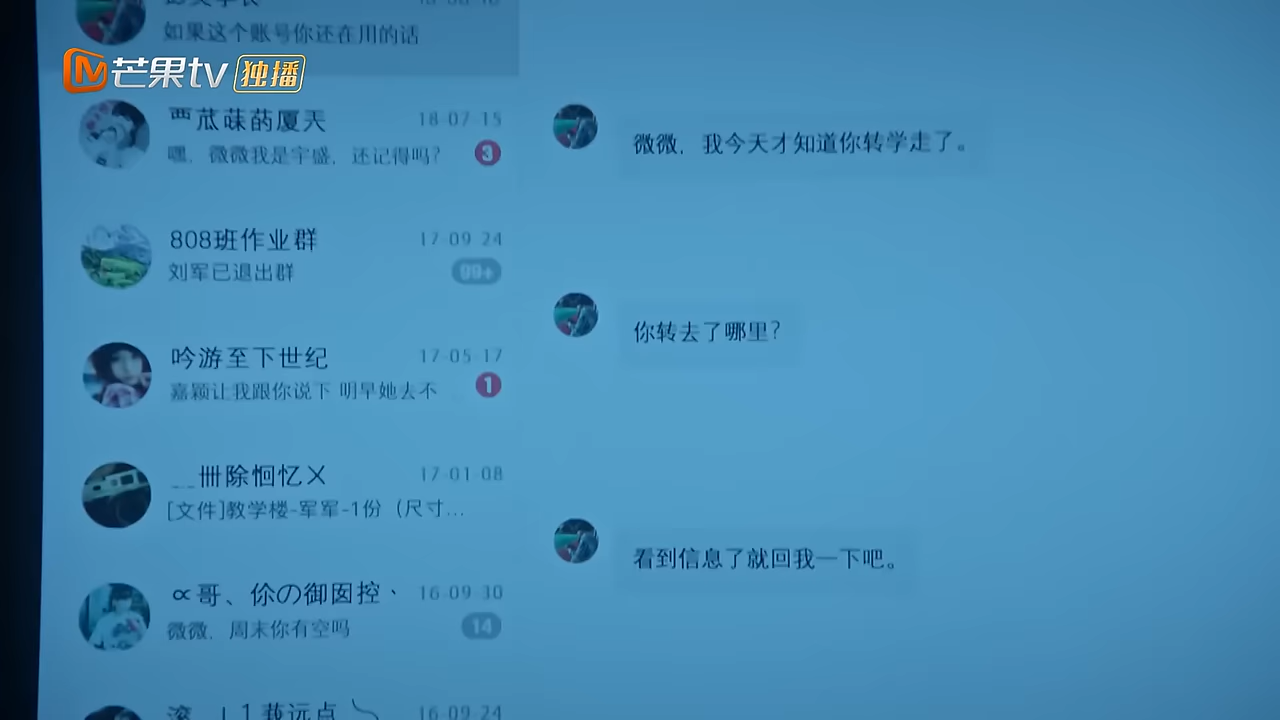 如果这个账号你还在用的话
芒果tv 独播
覀苽菋菂厦天 18-07-15
嘿，微微我是宇盛，还记得吗？ 3
808班作业群 17-09-24
刘军已退出群 99+
吟游至下世纪 17-05-17
嘉颖让我跟你说下 明早她去不 1
__卌除恛忆㐅 17-01-08
[文件]教学楼-军军-1份（尺寸...
∝哥、伱の御囡控丶 16-09-30
微微，周末你有空吗 14
16-09-24
微微，我今天才知道你转学走了。
你转去了哪里？
看到信息了就回我一下吧。